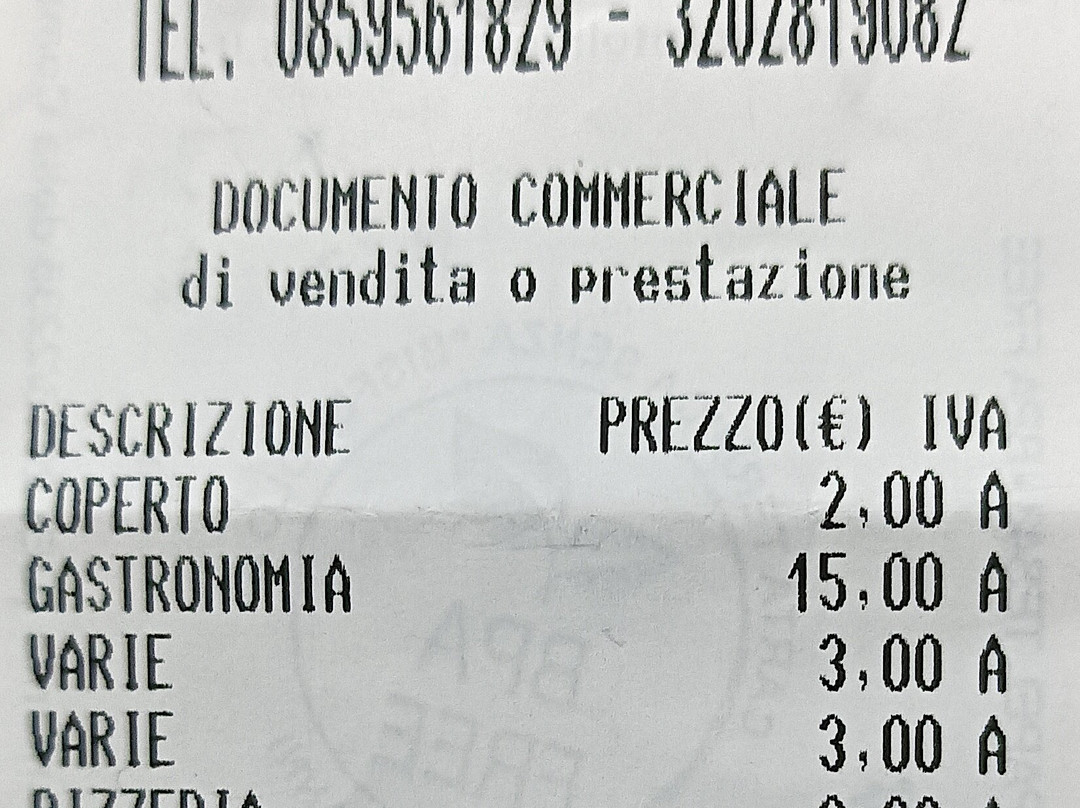 TEL. 0859561829 - 3202819082
DOCUMENTO COMMERCIALE
di vendita o prestazione
DESCRIZIONE PREZZO(€) IVA
COPERTO 2,00 A
GASTRONOMIA 15,00 A
VARIE 3,00 A
VARIE 3,00 A
PIZZERIA